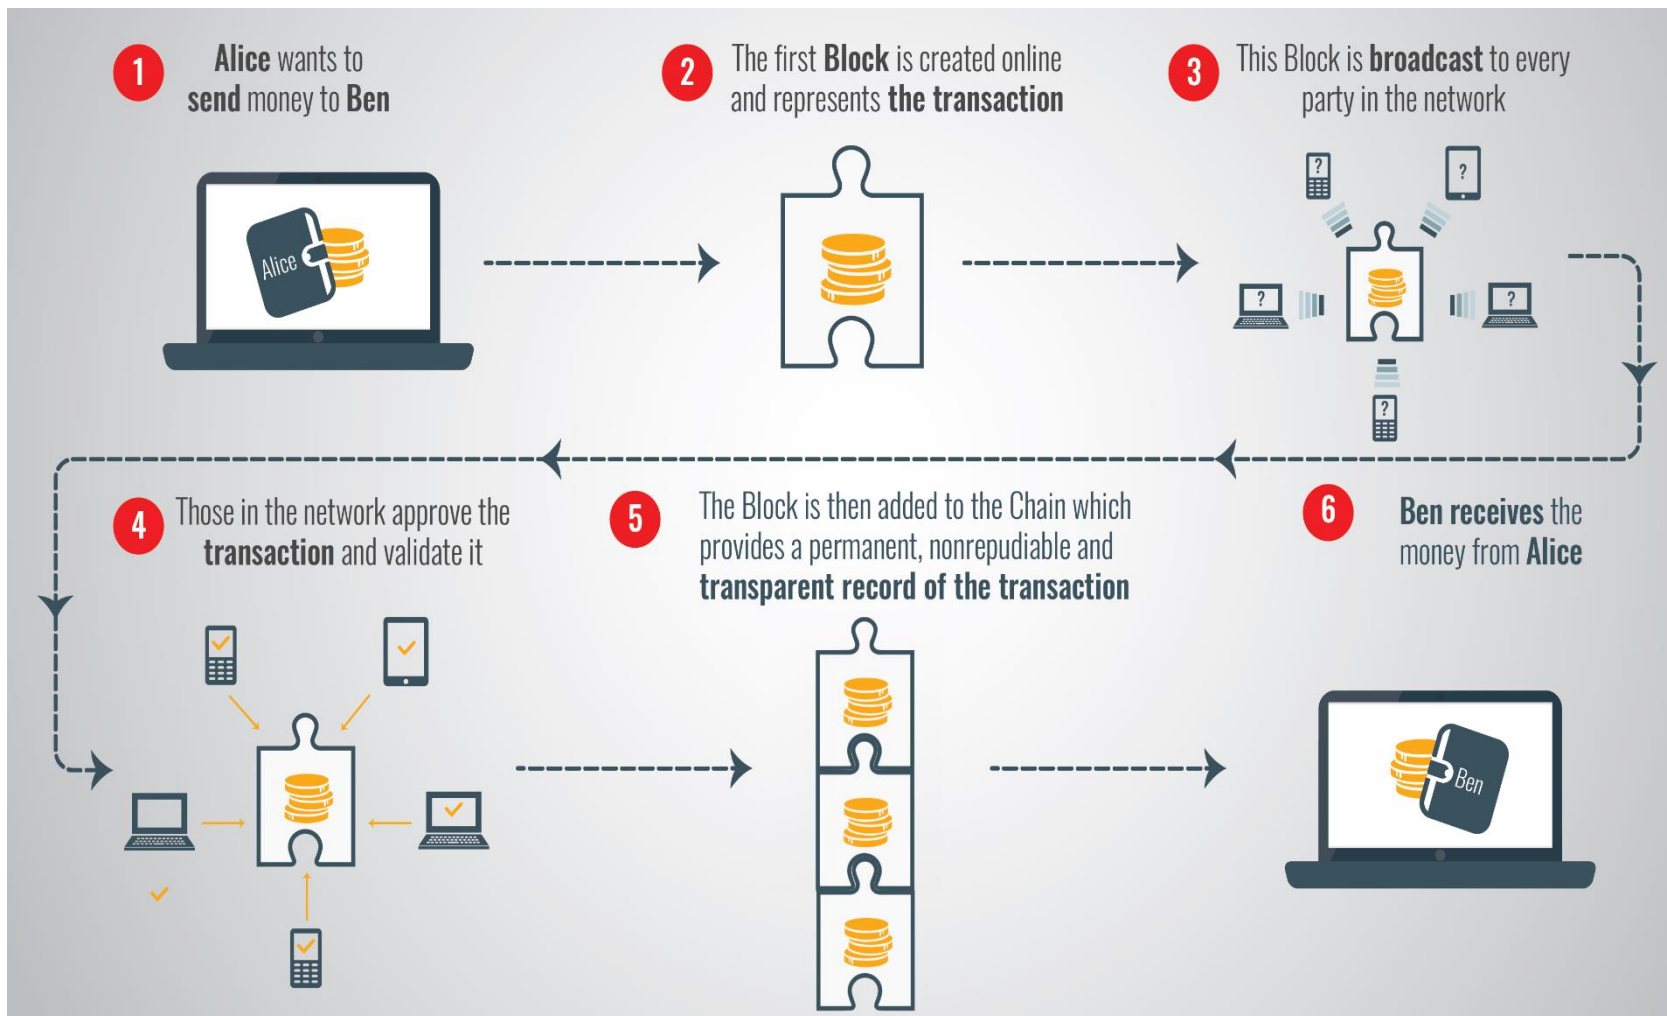 1
Alice wants to
send money to Ben
Alice
2
The first Block is created online
and represents the transaction
3
This Block is broadcast to every
party in the network
?
?
?
?
?
4
Those in the network approve the
transaction and validate it
5
The Block is then added to the Chain which
provides a permanent, nonrepudiable and
transparent record of the transaction
6
Ben receives the
money from Alice
Ben